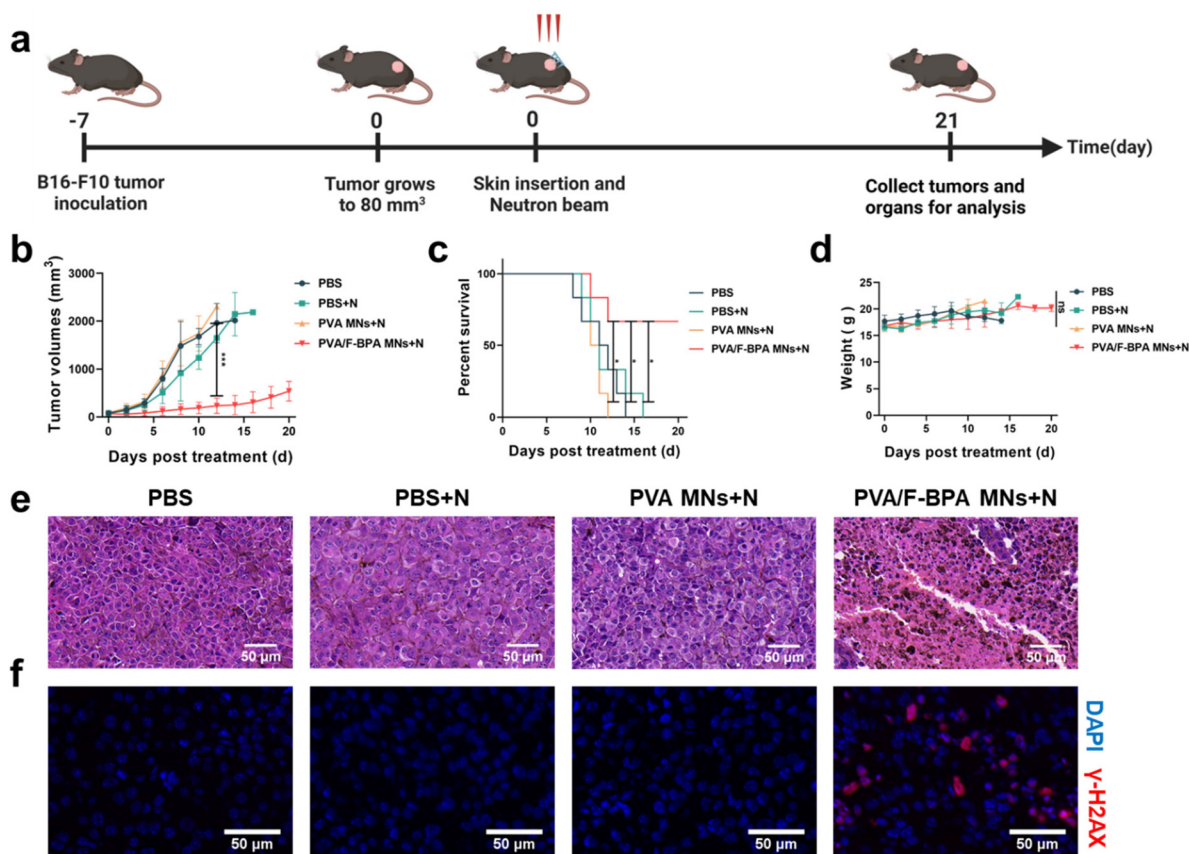 a
-7
0
0
21
Time(day)
B16-F10 tumor
inoculation
Tumor grows
to 80 mm³
Skin insertion and
Neutron beam
Collect tumors and
organs for analysis
b
Tumor volumes (mm³)
3000
2000
1000
0
0
5
10
15
20
Days post treatment (d)
***
PBS
PBS+N
PVA MNs+N
PVA/F-BPA MNs+N
c
Percent survival
100
50
0
0
5
10
15
20
Days post treatment (d)
*
*
*
PBS
PBS+N
PVA MNs+N
PVA/F-BPA MNs+N
d
Weight ( g )
25
20
15
10
5
0
0
5
10
15
20
Days post treatment (d)
PBS
PBS+N
PVA MNs+N
PVA/F-BPA MNs+N
ns
e
PBS
PBS+N
PVA MNs+N
PVA/F-BPA MNs+N
50 μm
50 μm
50 μm
50 μm
f
50 μm
50 μm
50 μm
50 μm
DAPI
γ-H2AX